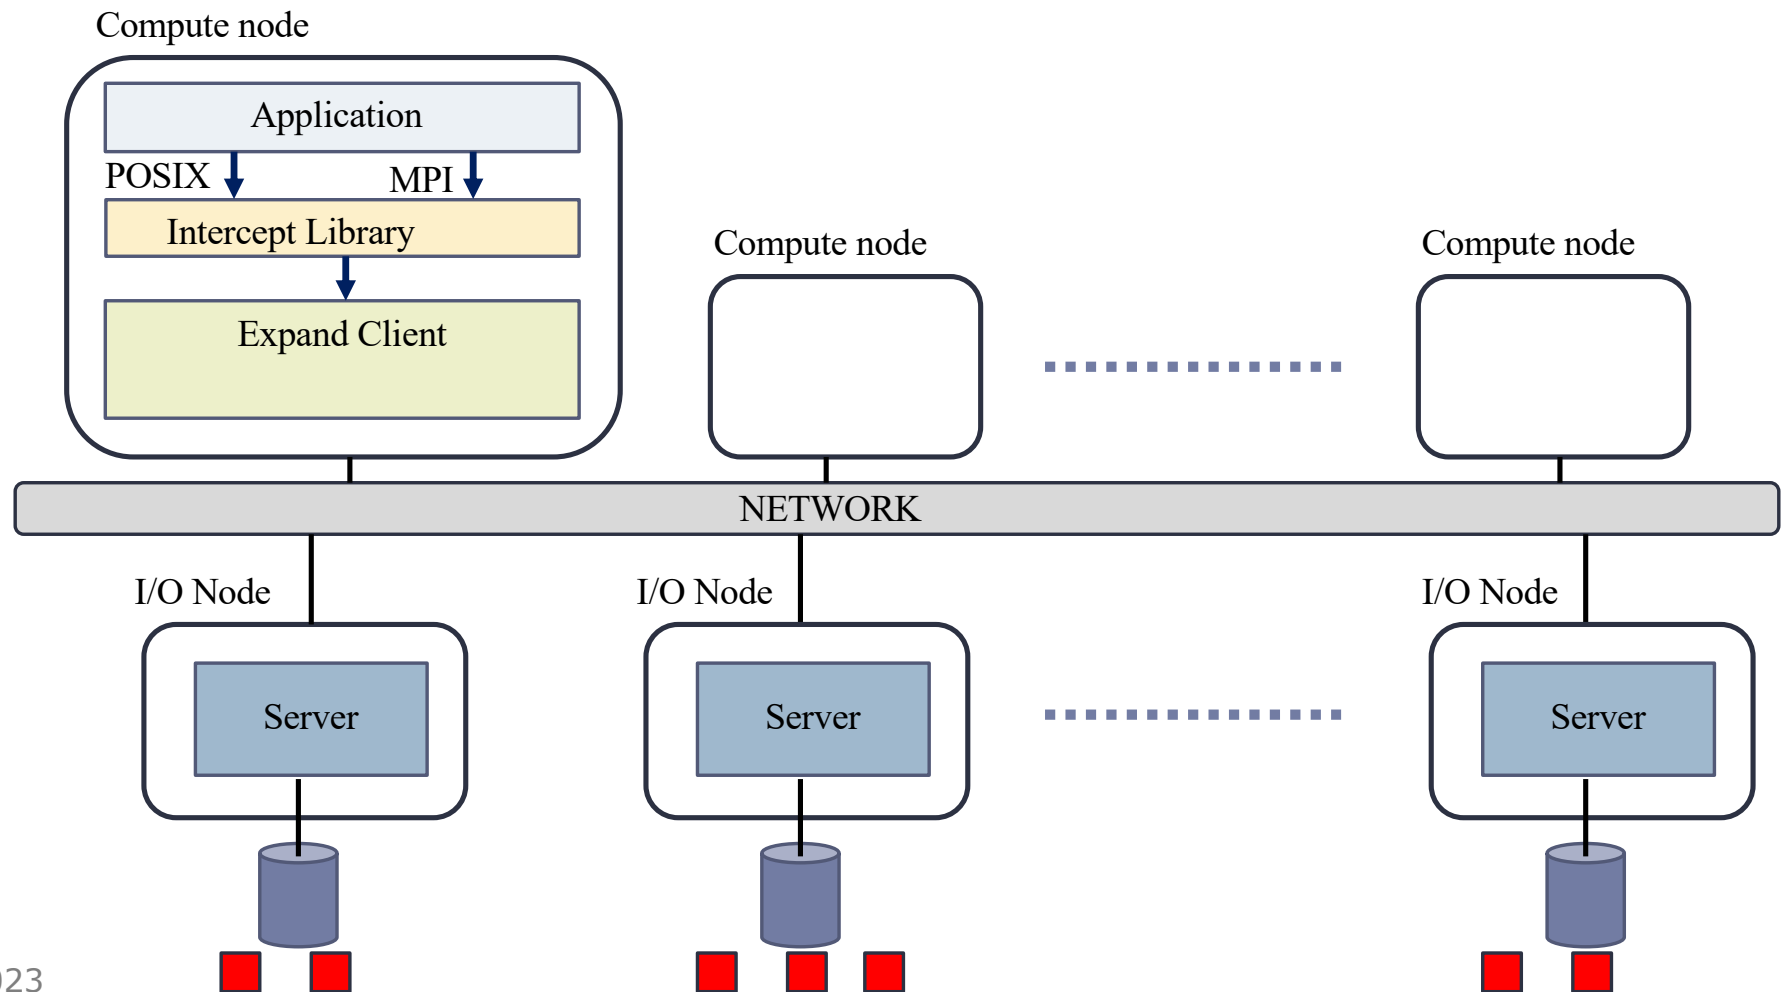 Compute node
Application
POSIX
MPI
Intercept Library
Expand Client
Compute node
Compute node
NETWORK
I/O Node
I/O Node
I/O Node
Server
Server
Server
023